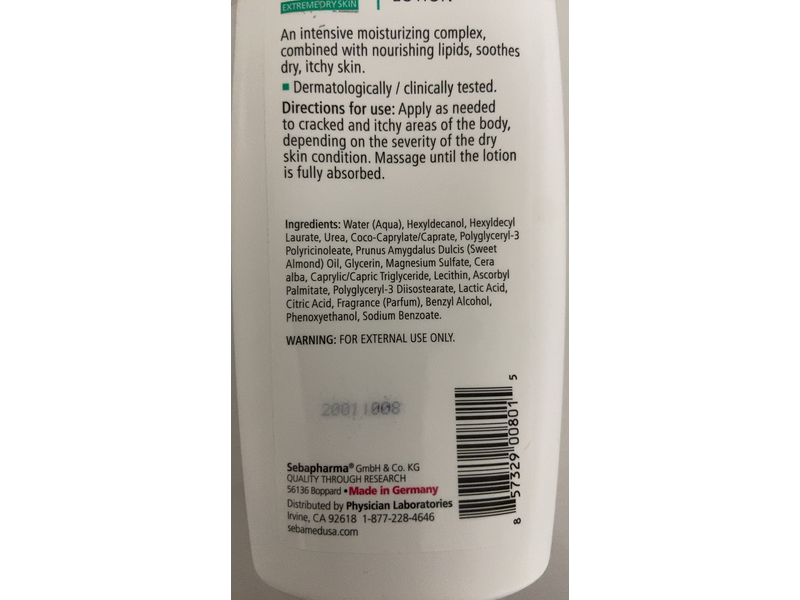 EXTREME DRY SKIN
LOTION
An intensive moisturizing complex,
combined with nourishing lipids, soothes
dry, itchy skin.
Dermatologically / clinically tested.
Directions for use: Apply as needed
to cracked and itchy areas of the body,
depending on the severity of the dry
skin condition. Massage until the lotion
is fully absorbed.
Ingredients: Water (Aqua), Hexyldecanol, Hexyldecyl
Laurate, Urea, Coco-Caprylate/Caprate, Polyglyceryl-3
Polyricinoleate, Prunus Amygdalus Dulcis (Sweet
Almond) Oil, Glycerin, Magnesium Sulfate, Cera
alba, Caprylic/Capric Triglyceride, Lecithin, Ascorbyl
Palmitate, Polyglyceryl-3 Diisostearate, Lactic Acid,
Citric Acid, Fragrance (Parfum), Benzyl Alcohol,
Phenoxyethanol, Sodium Benzoate.
WARNING: FOR EXTERNAL USE ONLY.
20011008
Sebapharma® GmbH & Co. KG
QUALITY THROUGH RESEARCH
56136 Boppard • Made in Germany
Distributed by Physician Laboratories
Irvine, CA 92618 1-877-228-4646
sebamedusa.com
8 57329 00801 5